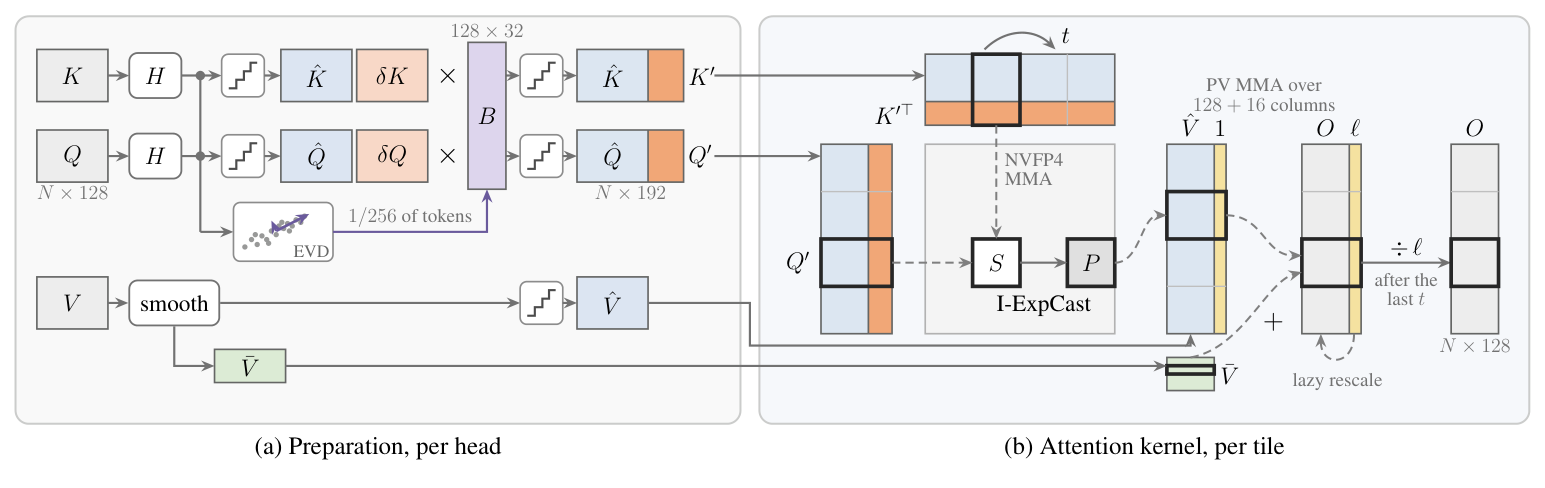 128 × 32
K
H
K̂
δK
×
B
K̂
K′
Q
H
Q̂
δQ
×
Q̂
Q′
N × 128
N × 192
1/256 of tokens
EVD
V
smooth
V̂
V̄
(a) Preparation, per head
t
K′⊤
PV MMA over
128 + 16 columns
V̂ 1
O ℓ
O
NVFP4
MMA
Q′
S
P
I-ExpCast
÷ ℓ
after the
last t
+
N × 128
V̄
lazy rescale
(b) Attention kernel, per tile